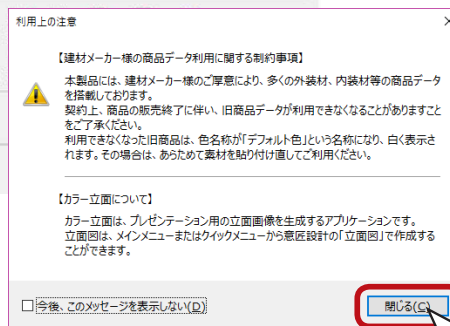 利用上の注意
【建材メーカー様の商品データ利用に関する制約事項】
本製品には、建材メーカー様のご厚意により、多くの外装材、内装材等の商品データ
を搭載しております。
契約上、商品の販売終了に伴い、旧商品データが利用できなくなることがありますこと
をご了承ください。
利用できなくなった旧商品は、色名称が「デフォルト色」という名称になり、白く表示さ
れます。その場合は、あらためて素材を貼り付け直してご利用ください。
【カラー立面について】
カラー立面は、プレゼンテーション用の立面画像を生成するアプリケーションです。
立面図は、メインメニューまたはクイックメニューから意匠設計の「立面図」で作成する
ことができます。
今後、このメッセージを表示しない(D)
閉じる(C)